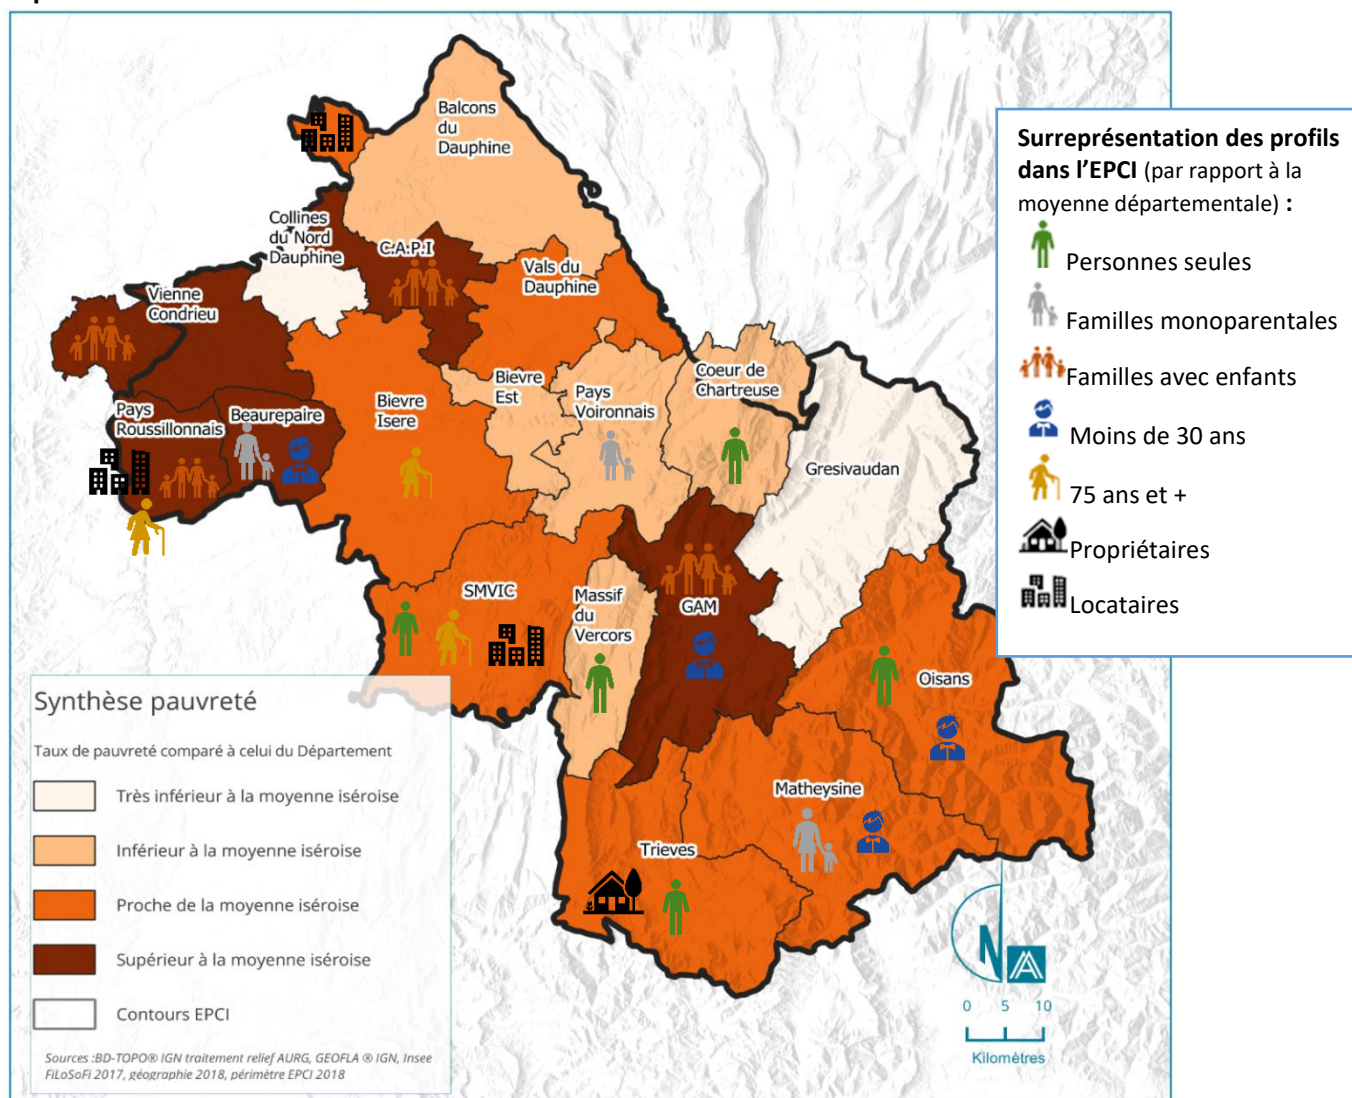 Balcons
du
Dauphine
Collines
du Nord
Dauphine
C.A.P.I
Vals du
Dauphine
Vienne
Condrieu
Pays
Roussillonnais
Beaurepaire
Bievre
Isere
Bièvre
Est
Pays
Voironnais
Coeur de
Chartreuse
Gresivaudan
SMVIC
Massif
du
Vercors
GAM
Oisans
Matheysine
Trieves
Surreprésentation des profils
dans l’EPCI (par rapport à la
moyenne départementale) :
Personnes seules
Familles monoparentales
Familles avec enfants
Moins de 30 ans
75 ans et +
Propriétaires
Locataires
Synthèse pauvreté
Taux de pauvreté comparé à celui du Département
Très inférieur à la moyenne iséroise
Inférieur à la moyenne iséroise
Proche de la moyenne iséroise
Supérieur à la moyenne iséroise
Contours EPCI
Sources :BD-TOPO® IGN traitement relief AURG, GEOFLA ® IGN, Insee
FiLoSoFi 2017, géographie 2018, périmètre EPCI 2018
N
0 5 10
Kilomètres